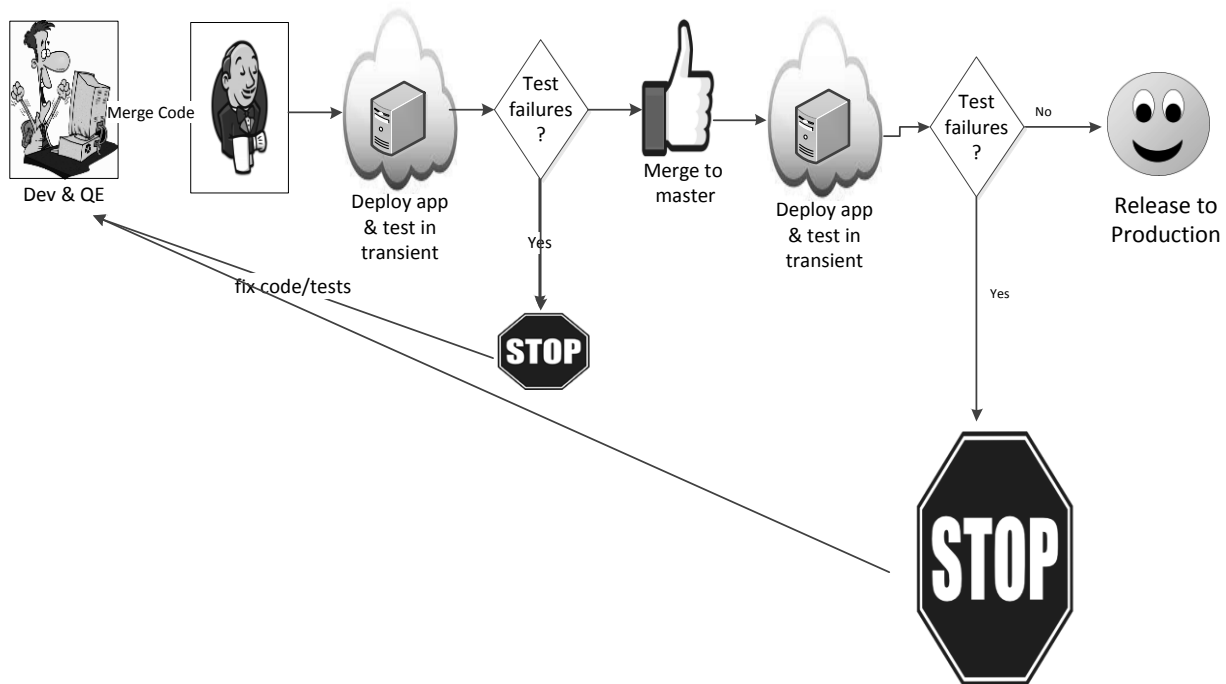 Merge Code
Dev & QE
Deploy app
& test in
transient
Test
failures
?
Yes
STOP
fix code/tests
Merge to
master
Deploy app
& test in
transient
Test
failures
?
No
Yes
STOP
Release to
Production